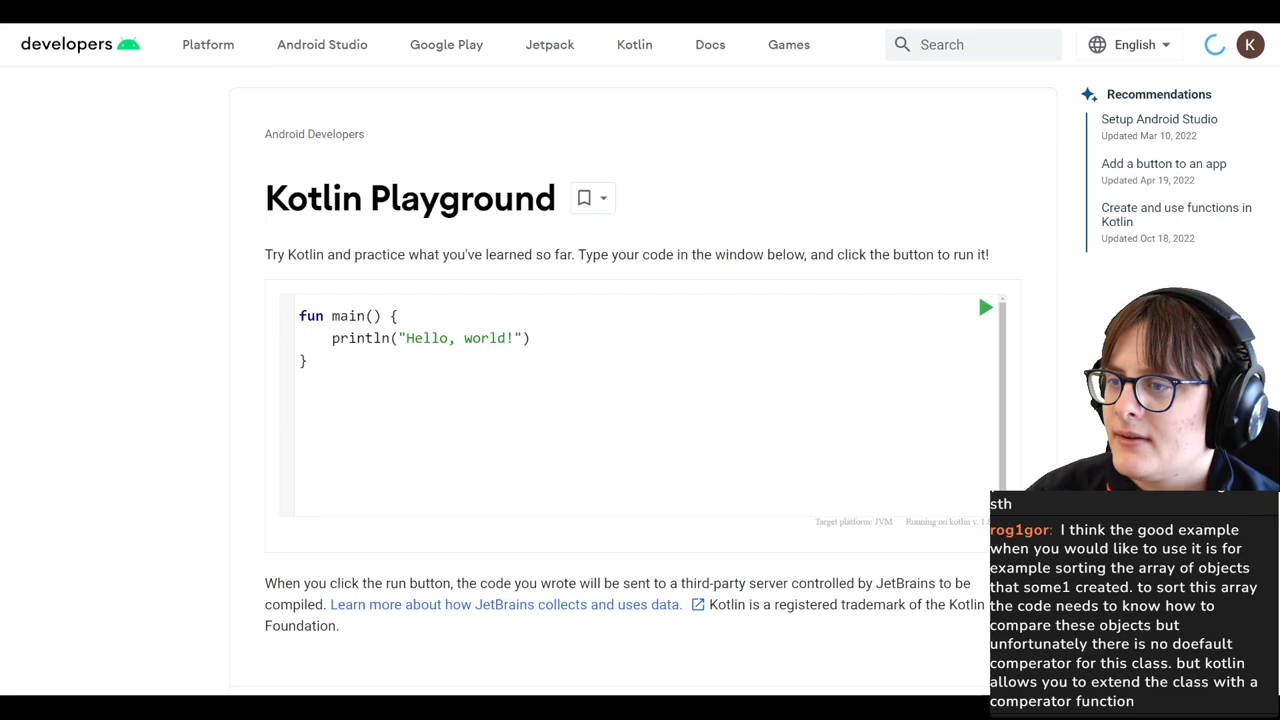 developers
Platform
Android Studio
Google Play
Jetpack
Kotlin
Docs
Games
Search
English
K
Android Developers
Kotlin Playground
Try Kotlin and practice what you've learned so far. Type your code in the window below, and click the button to run it!
fun main() {
println("Hello, world!")
}
Target platform: JVM
Running on kotlin v. 1.
When you click the run button, the code you wrote will be sent to a third-party server controlled by JetBrains to be
compiled. Learn more about how JetBrains collects and uses data. Kotlin is a registered trademark of the Kotlin
Foundation.
Recommendations
Setup Android Studio
Updated Mar 10, 2022
Add a button to an app
Updated Apr 19, 2022
Create and use functions in
Kotlin
Updated Oct 18, 2022
sth
rog1gor: I think the good example
when you would like to use it is for
example sorting the array of objects
that some1 created. to sort this array
the code needs to know how to
compare these objects but
unfortunately there is no doefault
comperator for this class. but kotlin
allows you to extend the class with a
comperator function